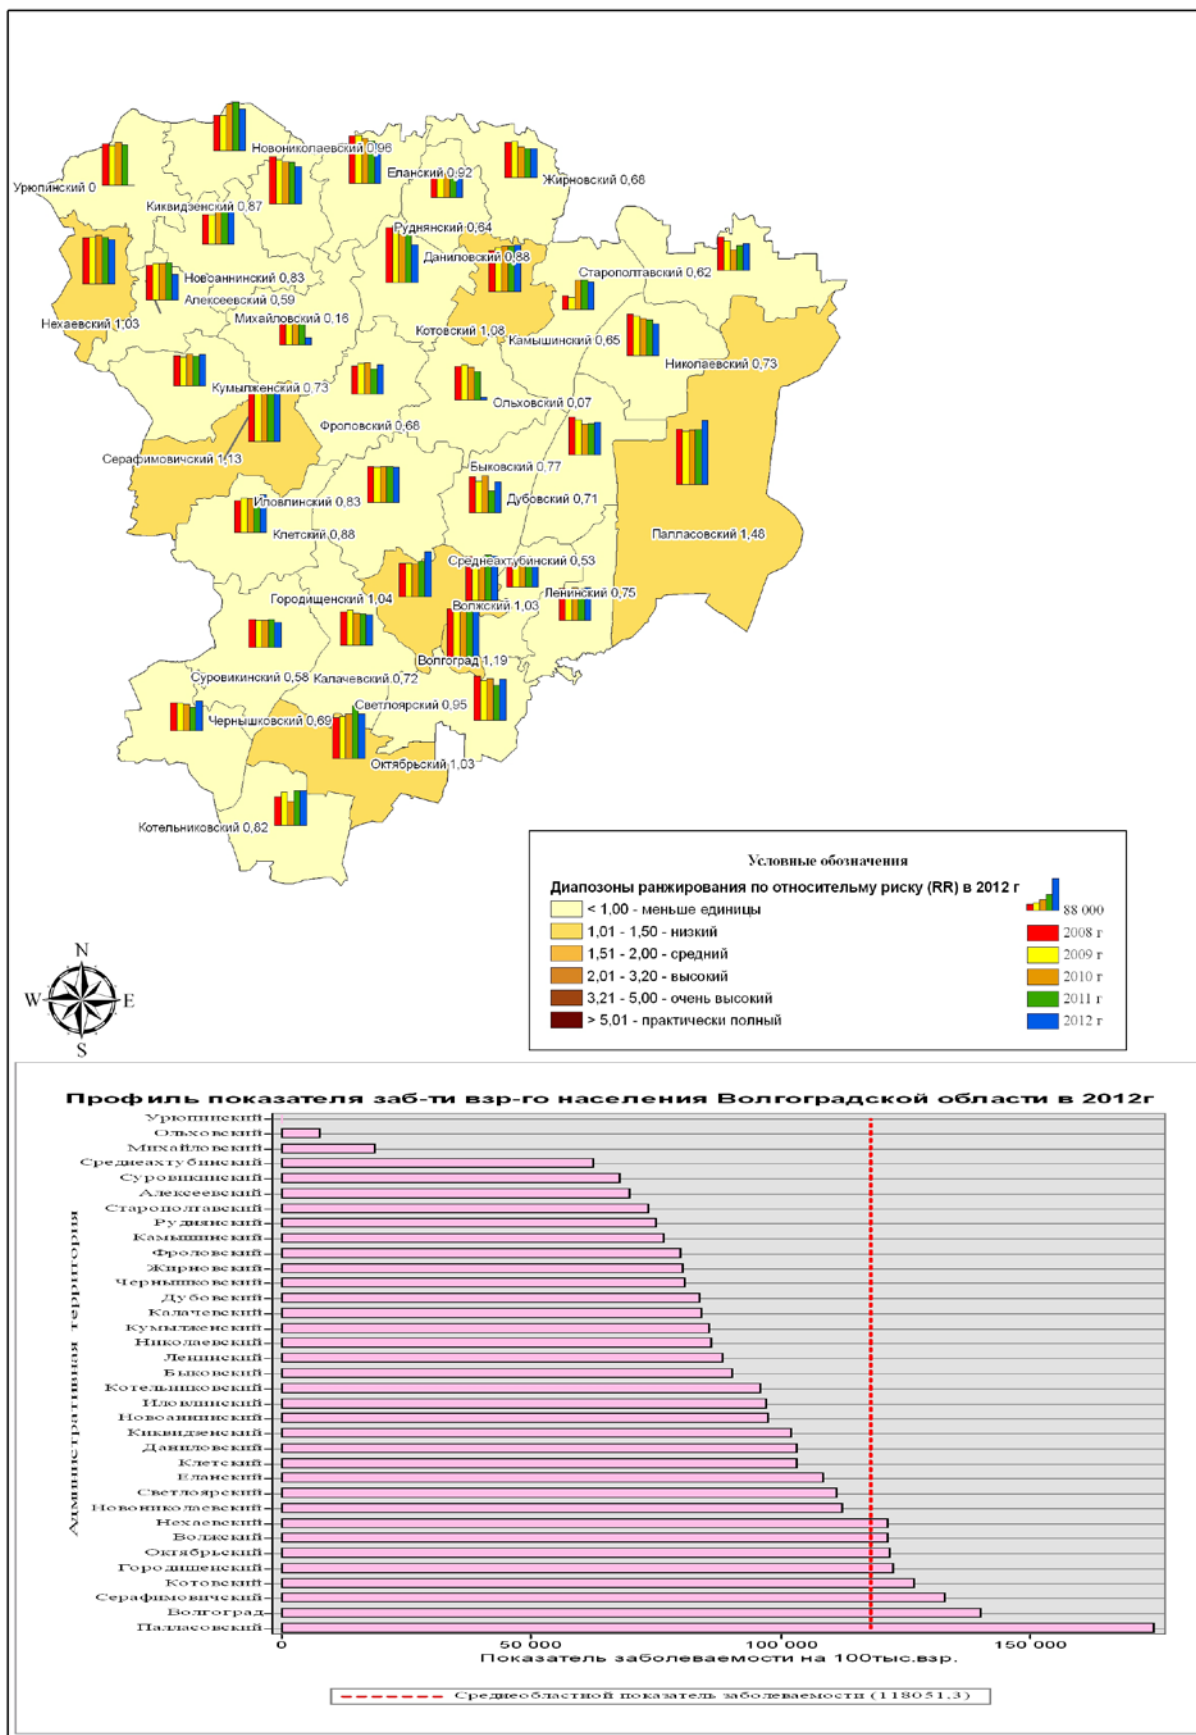 Новониколаевский 0,96
Еланский 0,92
Жирновский 0,68
Урюпинский 0
Киквидзенский 0,87
Руднянский 0,64
Даниловский 0,88
Старополтавский 0,62
Новоаннинский 0,83
Алексеевский 0,59
Нехаевский 1,03
Михайловский 0,16
Котовский 1,08
Камышинский 0,65
Николаевский 0,73
Кумылженский 0,73
Ольховский 0,07
Фроловский 0,68
Серафимовичский 1,13
Быковский 0,77
Иловлинский 0,83
Дубовский 0,71
Клетский 0,88
Палласовский 1,48
Среднеахтубинский 0,53
Ленинский 0,75
Городищенский 1,04
Волжский 1,03
Волгоград 1,19
Суровикинский 0,58
Калачевский 0,72
Светлоярский 0,95
Чернышковский 0,69
Октябрьский 1,03
Котельниковский 0,82
Условные обозначения
Диапозоны ранжирования по относительму риску (RR) в 2012 г
< 1,00 - меньше единицы
1,01 - 1,50 - низкий
1,51 - 2,00 - средний
2,01 - 3,20 - высокий
3,21 - 5,00 - очень высокий
> 5,01 - практически полный
88 000
2008 г
2009 г
2010 г
2011 г
2012 г
N
W E
S
Профиль показателя заб-ти взр-го населения Волгоградской области в 2012г
Административная территория
Урюпинский
Ольховский
Михайловский
Среднеахтубинский
Суровикинский
Алексеевский
Старополтавский
Руднянский
Камышинский
Фроловский
Жирновский
Чернышковский
Дубовский
Калачевский
Кумылженский
Николаевский
Ленинский
Быковский
Котельниковский
Иловлинский
Новоаннинский
Киквидзенский
Даниловский
Клетский
Еланский
Светлоярский
Новониколаевский
Нехаевский
Волжский
Октябрьский
Городищенский
Котовский
Серафимовичский
Волгоград
Палласовский
0 50 000 100 000 150 000
Показатель заболеваемости на 100тыс.взр.
Среднеобластной показатель заболеваемости (118051,3)